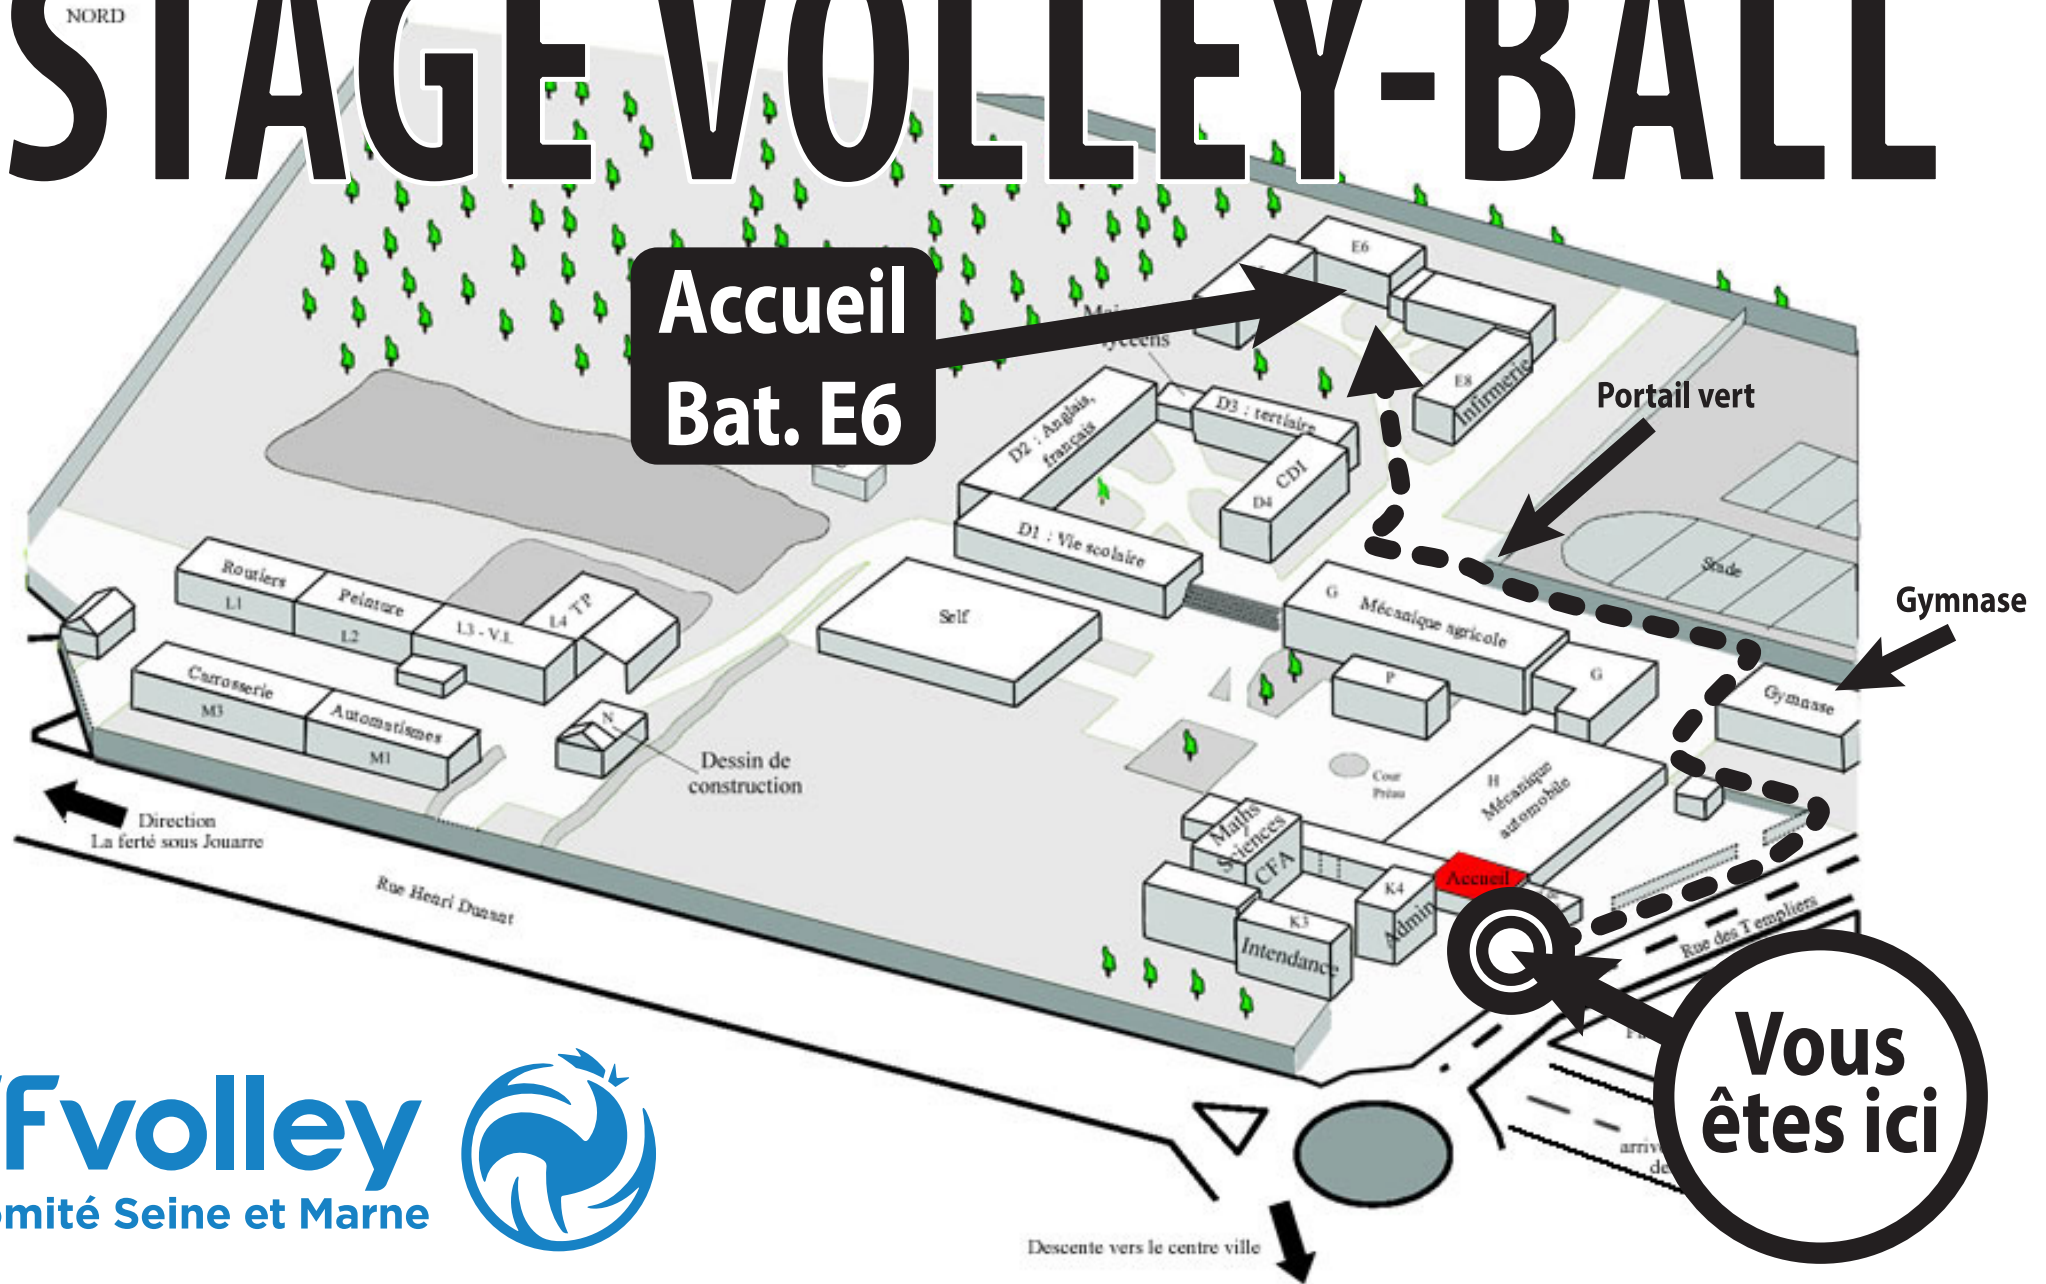 NORD
STAGE VOLLEY-BALL
Accueil
Bat. E6
E6
E8
Infirmerie
Portail vert
D3 : tertiaire
D2 : Anglais,
français
CDI
D4
D1 : Vie scolaire
Stade
Gymnase
Routiers
L1
Peinture
L2
L3 - V.I.
L4
TP
Self
G
Mécanique agricole
G
P
Gymnase
Carrosserie
M3
Automatismes
M1
N
Dessin de
construction
Cour
Préau
H
Mécanique
automobile
Direction
La ferté sous Jouarre
Maths
Sciences
CFA
Rue Henri Dunant
K4
Admin
Accueil
K3
Intendance
Rue des Templiers
Vous
êtes ici
Fvolley
mité Seine et Marne
Descente vers le centre ville